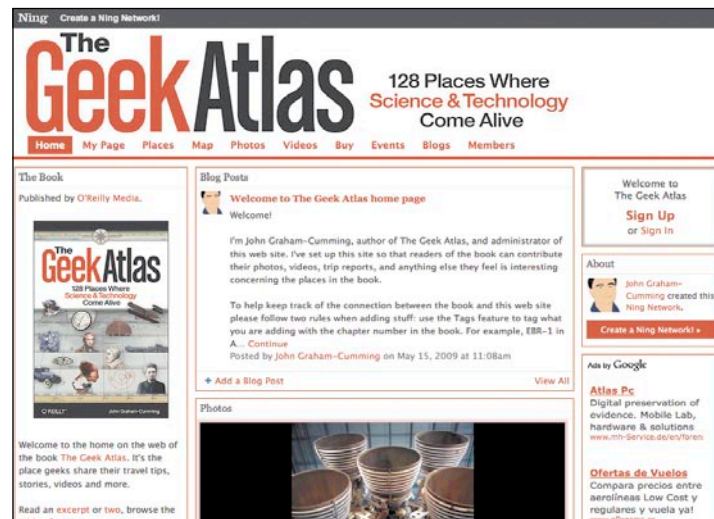 Ning Create a Ning Network!
The
Geek Atlas
128 Places Where
Science & Technology
Come Alive
Home My Page Places Map Photos Videos Buy Events Blogs Members
The Book
Published by O'Reilly Media.
The
GeekAtlas
128 Places Where
Science & Technology
Come Alive
O'REILLY John Graham-Cumming
Welcome to the home on the web of
the book The Geek Atlas. It's the
place geeks share their travel tips,
stories, videos and more.
Read an excerpt or two, browse the
Blog Posts
Welcome to The Geek Atlas home page
Welcome!
I'm John Graham-Cumming, author of The Geek Atlas, and administrator of
this web site. I've set up this site so that readers of the book can contribute
their photos, videos, trip reports, and anything else they feel is interesting
concerning the places in the book.
To help keep track of the connection between the book and this web site
please follow two rules when adding stuff: use the Tags feature to tag what
you are adding with the chapter number in the book. For example, EBR-1 in
A... Continue
Posted by John Graham-Cumming on May 15, 2009 at 11:08am
+ Add a Blog Post View All
Photos
Welcome to
The Geek Atlas
Sign Up
or Sign In
About
John Graham-
Cumming created this
Ning Network.
Create a Ning Network! »
Ads by Google
Atlas Pc
Digital preservation of
evidence. Mobile Lab,
hardware & solutions
www.mh-Service.de/en/foren
Ofertas de Vuelos
Compara precios entre
aerolíneas Low Cost y
regulares y vuela ya!